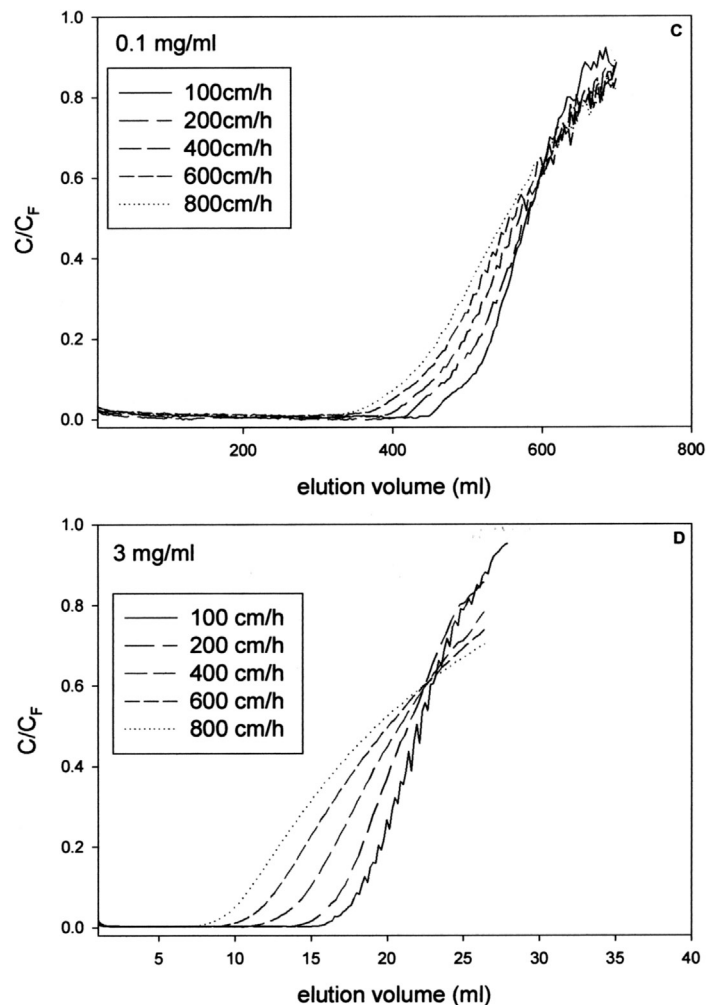 1.0
0.1 mg/ml
C
0.8
100cm/h
200cm/h
400cm/h
600cm/h
800cm/h
0.6
0.4
0.2
0.0
C/C_F
200
400
600
800
elution volume (ml)
1.0
3 mg/ml
D
0.8
100 cm/h
200 cm/h
400 cm/h
600 cm/h
800 cm/h
0.6
0.4
0.2
0.0
C/C_F
5
10
15
20
25
30
35
40
elution volume (ml)